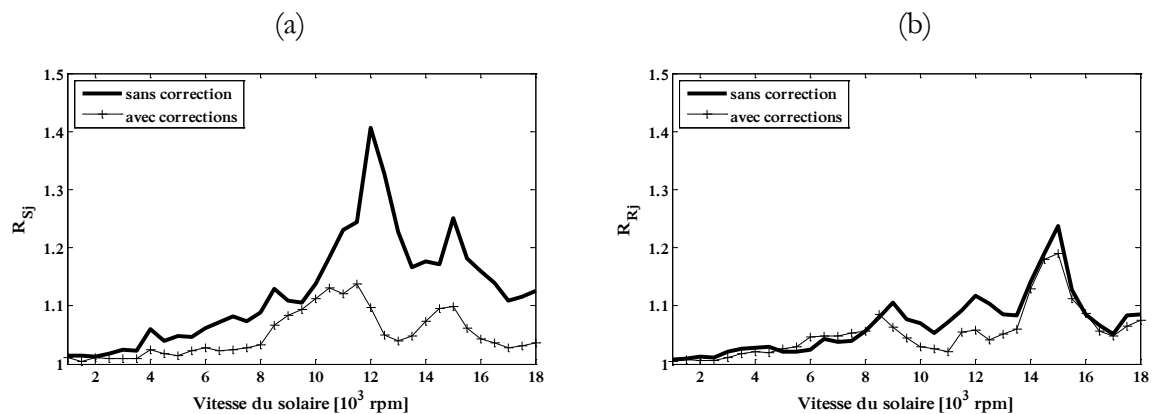 (a)
(b)
1.5
1.4
1.3
1.2
1.1
1
R_Sj
sans correction
avec corrections
2 4 6 8 10 12 14 16 18
Vitesse du solaire [10^3 rpm]
1.5
1.4
1.3
1.2
1.1
1
R_Rj
sans correction
avec corrections
2 4 6 8 10 12 14 16 18
Vitesse du solaire [10^3 rpm]